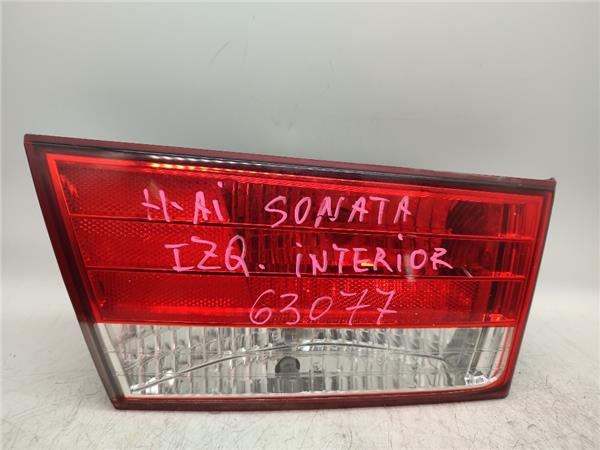 H-Ai SONATA
IZQ. iNTERiOR
63077